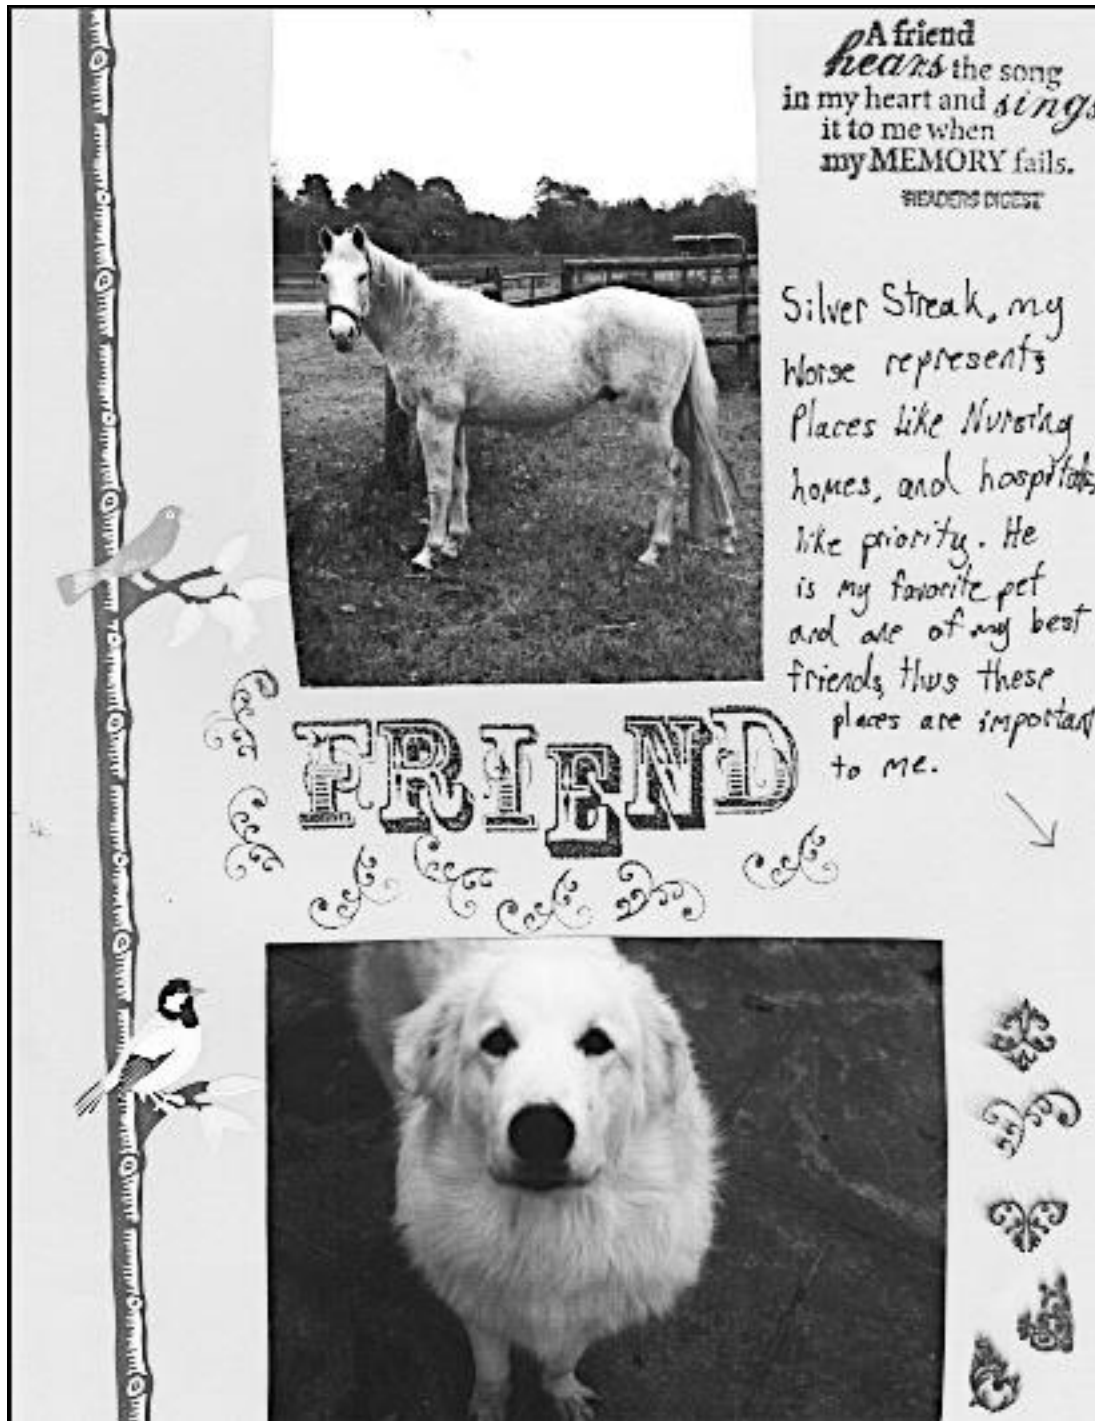 A friend
hears the song
in my heart and sings
it to me when
my MEMORY fails.
READERS DIGEST
Silver Streak, my
Horse represents
Places like Nursing
homes, and hospitals
like priority. He
is my favorite pet
and one of my best
friends, thus these
places are important
to me.
FRIEND